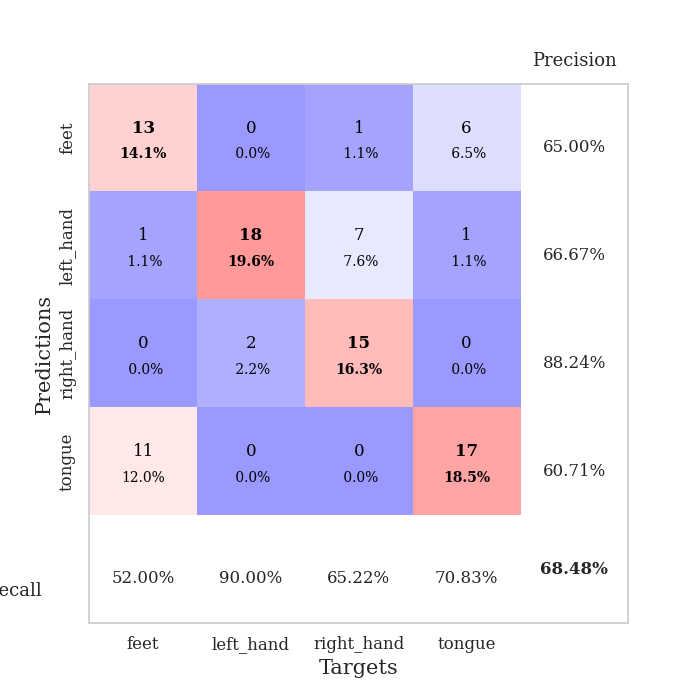 Precision
feet
13 0 1 6
14.1% 0.0% 1.1% 6.5%
65.00%
left_hand
1 18 7 1
1.1% 19.6% 7.6% 1.1%
66.67%
Predictions
right_hand
0 2 15 0
0.0% 2.2% 16.3% 0.0%
88.24%
tongue
11 0 0 17
12.0% 0.0% 0.0% 18.5%
60.71%
ecall
52.00% 90.00% 65.22% 70.83% 68.48%
feet left_hand right_hand tongue
Targets